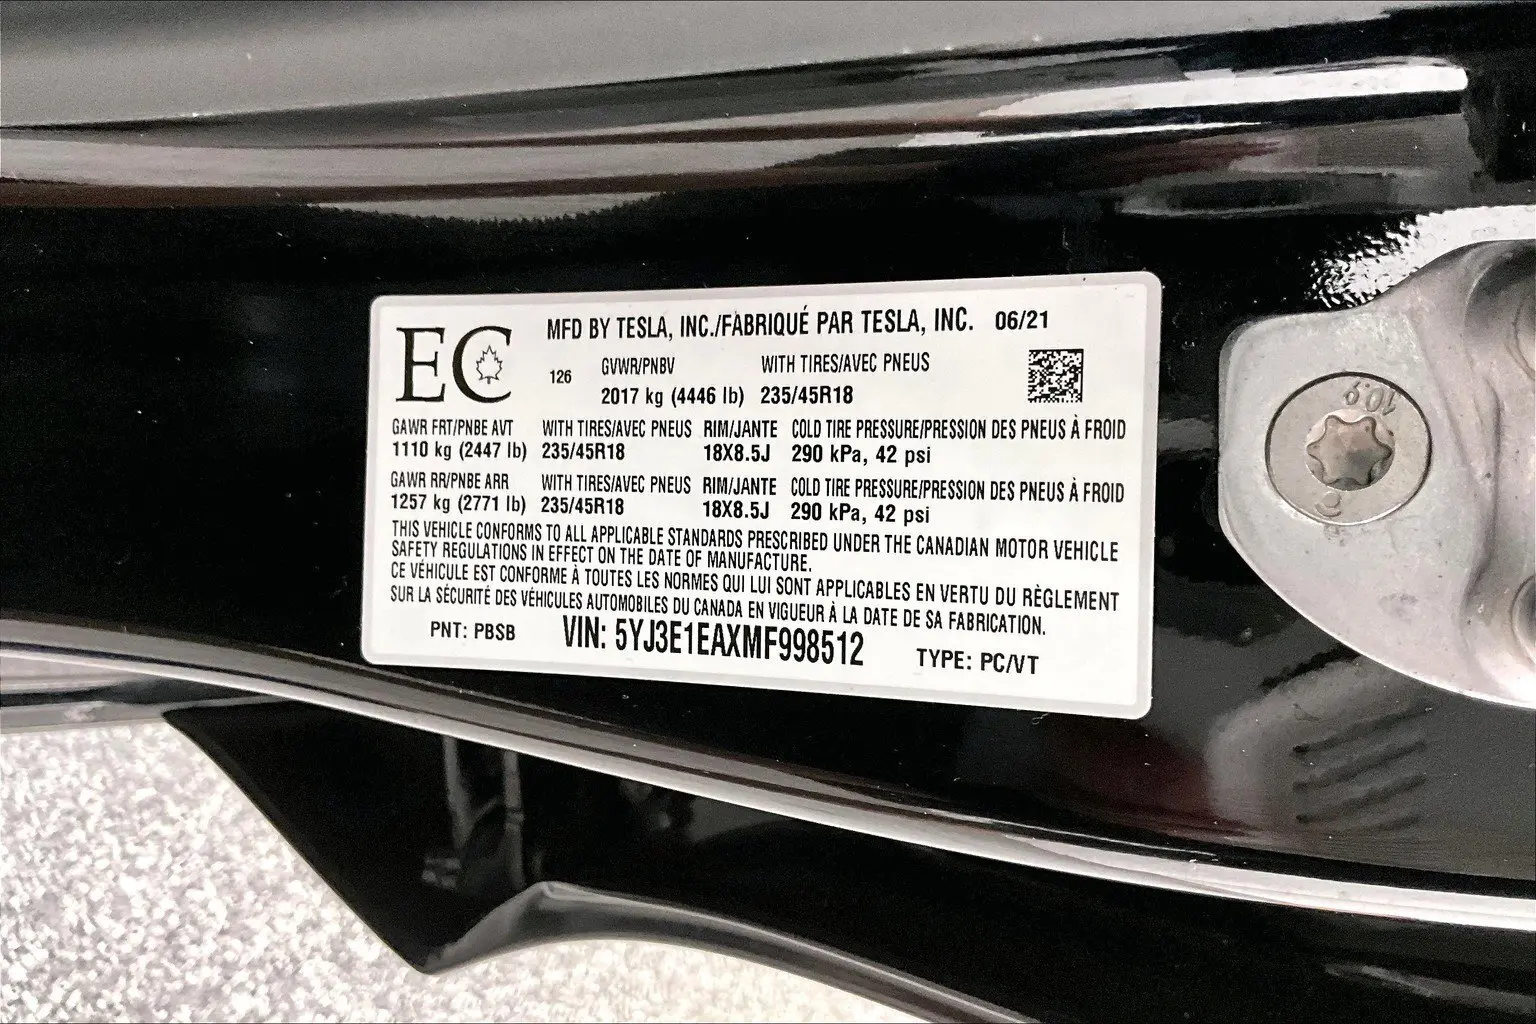 EC
MFD BY TESLA, INC./FABRIQUÉ PAR TESLA, INC. 06/21
GVWR/PNBV WITH TIRES/AVEC PNEUS
126 2017 kg (4446 lb) 235/45R18
GAWR FRT/PNBE AVT WITH TIRES/AVEC PNEUS RIM/JANTE COLD TIRE PRESSURE/PRESSION DES PNEUS À FROID
1110 kg (2447 lb) 235/45R18 18X8.5J 290 kPa, 42 psi
GAWR RR/PNBE ARR WITH TIRES/AVEC PNEUS RIM/JANTE COLD TIRE PRESSURE/PRESSION DES PNEUS À FROID
1257 kg (2771 lb) 235/45R18 18X8.5J 290 kPa, 42 psi
THIS VEHICLE CONFORMS TO ALL APPLICABLE STANDARDS PRESCRIBED UNDER THE CANADIAN MOTOR VEHICLE
SAFETY REGULATIONS IN EFFECT ON THE DATE OF MANUFACTURE.
CE VÉHICULE EST CONFORME À TOUTES LES NORMES QUI LUI SONT APPLICABLES EN VERTU DU RÈGLEMENT
SUR LA SÉCURITÉ DES VÉHICULES AUTOMOBILES DU CANADA EN VIGUEUR À LA DATE DE SA FABRICATION.
PNT: PBSB VIN: 5YJ3E1EAXMF998512 TYPE: PC/VT
10.9